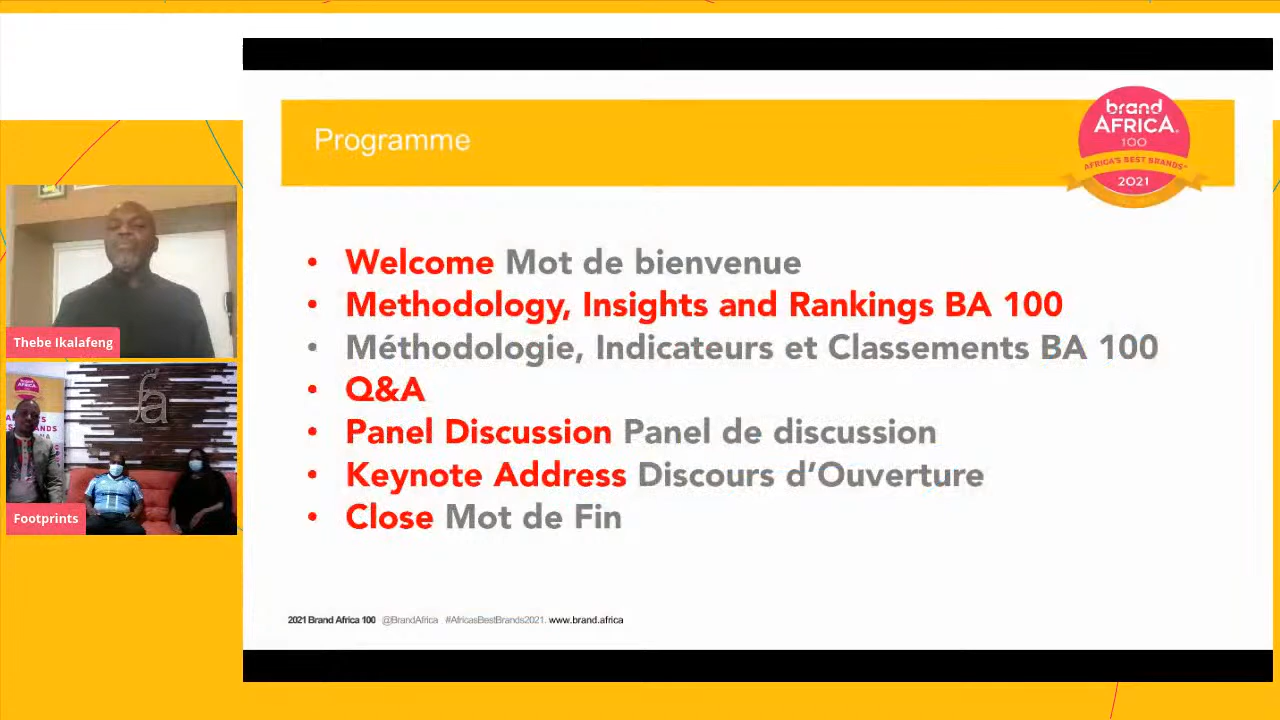 Programme
brand
AFRICA
100
AFRICA'S BEST BRANDS
2021
• Welcome Mot de bienvenue
• Methodology, Insights and Rankings BA 100
• Méthodologie, Indicateurs et Classements BA 100
• Q&A
• Panel Discussion Panel de discussion
• Keynote Address Discours d’Ouverture
• Close Mot de Fin
2021 Brand Africa 100 @BrandAfrica #AfricasBestBrands2021. www.brand.africa
Thebe Ikalafeng
fa
AFRICA
Footprints